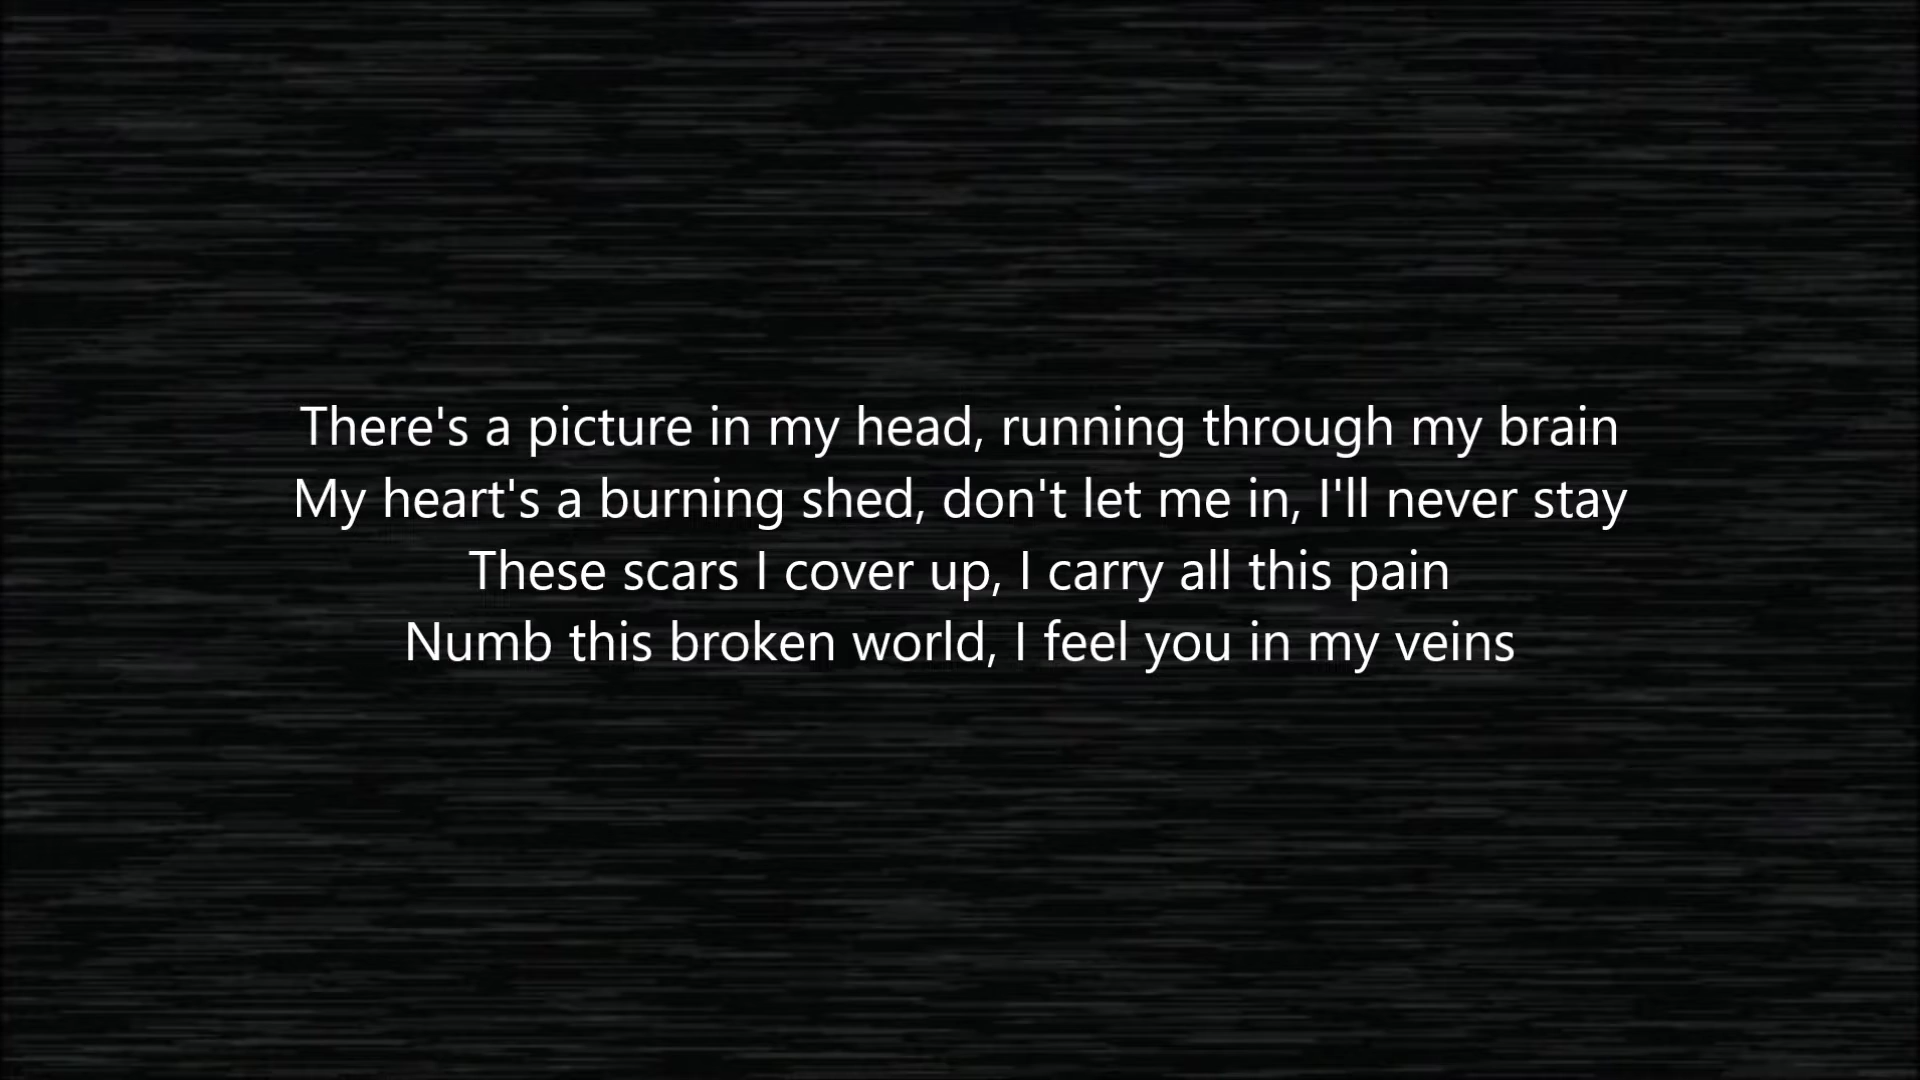 There's a picture in my head, running through my brain
My heart's a burning shed, don't let me in, I'll never stay
These scars I cover up, I carry all this pain
Numb this broken world, I feel you in my veins